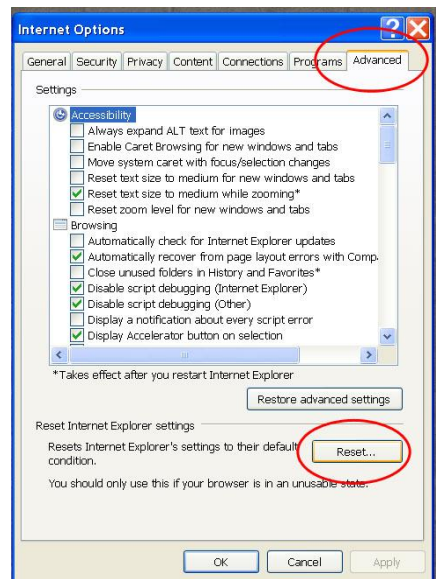 Internet Options
General Security Privacy Content Connections Programs Advanced
Settings
Accessibility
Always expand ALT text for images
Enable Caret Browsing for new windows and tabs
Move system caret with focus/selection changes
Reset text size to medium for new windows and tabs
Reset text size to medium while zooming*
Reset zoom level for new windows and tabs
Browsing
Automatically check for Internet Explorer updates
Automatically recover from page layout errors with Comp
Close unused folders in History and Favorites*
Disable script debugging (Internet Explorer)
Disable script debugging (Other)
Display a notification about every script error
Display Accelerator button on selection
*Takes effect after you restart Internet Explorer
Restore advanced settings
Reset Internet Explorer settings
Resets Internet Explorer's settings to their default
condition.
Reset...
You should only use this if your browser is in an unusable state.
OK Cancel Apply